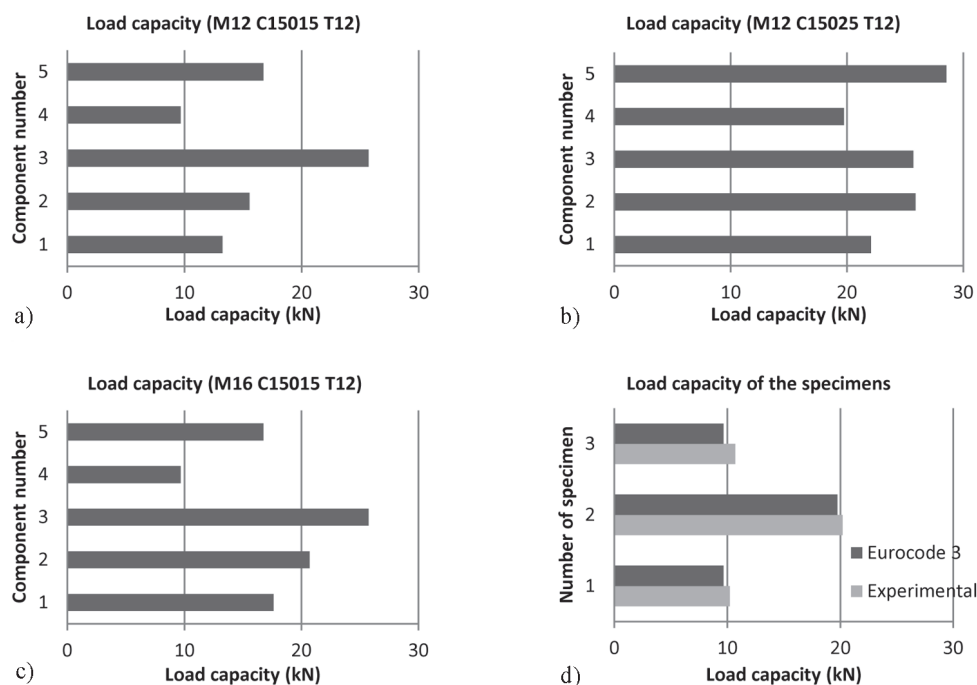 Load capacity (M12 C15015 T12)
Component number
5
4
3
2
1
0 10 20 30
Load capacity (kN)
a)
Load capacity (M12 C15025 T12)
Component number
5
4
3
2
1
0 10 20 30
Load capacity (kN)
b)
Load capacity (M16 C15015 T12)
Component number
5
4
3
2
1
0 10 20 30
Load capacity (kN)
c)
Load capacity of the specimens
Number of specimen
3
2
1
Eurocode 3
Experimental
0 10 20 30
Load capacity (kN)
d)